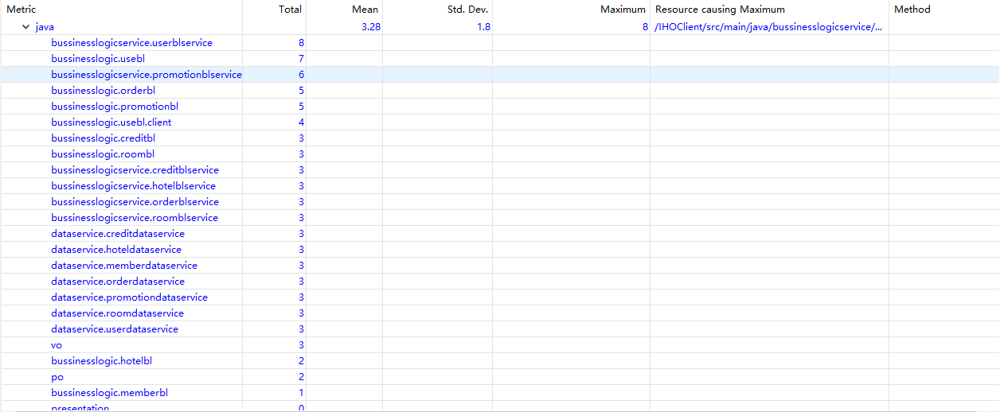 Metric Total Mean Std. Dev. Maximum Resource causing Maximum Method
java 3.28 1.8 8 /IHOClient/src/main/java/bussinesslogicservice/...
bussinesslogicservice.userblservice 8
bussinesslogic.usebl 7
bussinesslogicservice.promotionblservice 6
bussinesslogic.orderbl 5
bussinesslogic.promotionbl 5
bussinesslogic.usebl.client 4
bussinesslogic.creditbl 3
bussinesslogic.roombl 3
bussinesslogicservice.creditblservice 3
bussinesslogicservice.hotelblservice 3
bussinesslogicservice.orderblservice 3
bussinesslogicservice.roomblservice 3
dataservice.creditdataservice 3
dataservice.hoteldataservice 3
dataservice.memberdataservice 3
dataservice.orderdataservice 3
dataservice.promotiondataservice 3
dataservice.roomdataservice 3
dataservice.userdataservice 3
vo 3
bussinesslogic.hotelbl 2
po 2
bussinesslogic.memberbl 1
presentation 0